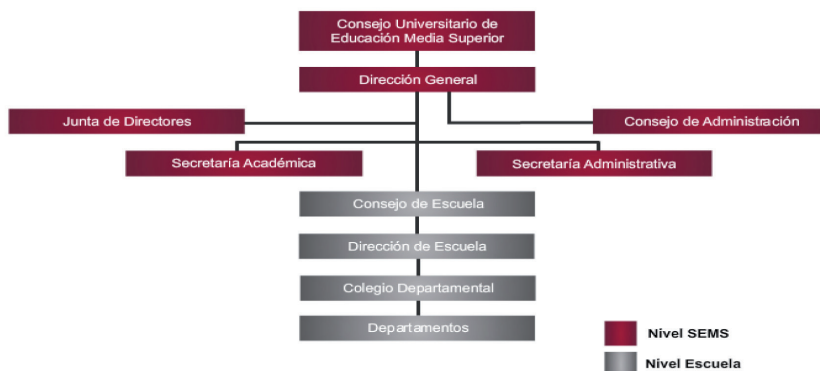 Consejo Universitario de
Educación Media Superior
Dirección General
Junta de Directores
Consejo de Administración
Secretaría Académica
Secretaría Administrativa
Consejo de Escuela
Dirección de Escuela
Colegio Departamental
Departamentos
Nivel SEMS
Nivel Escuela